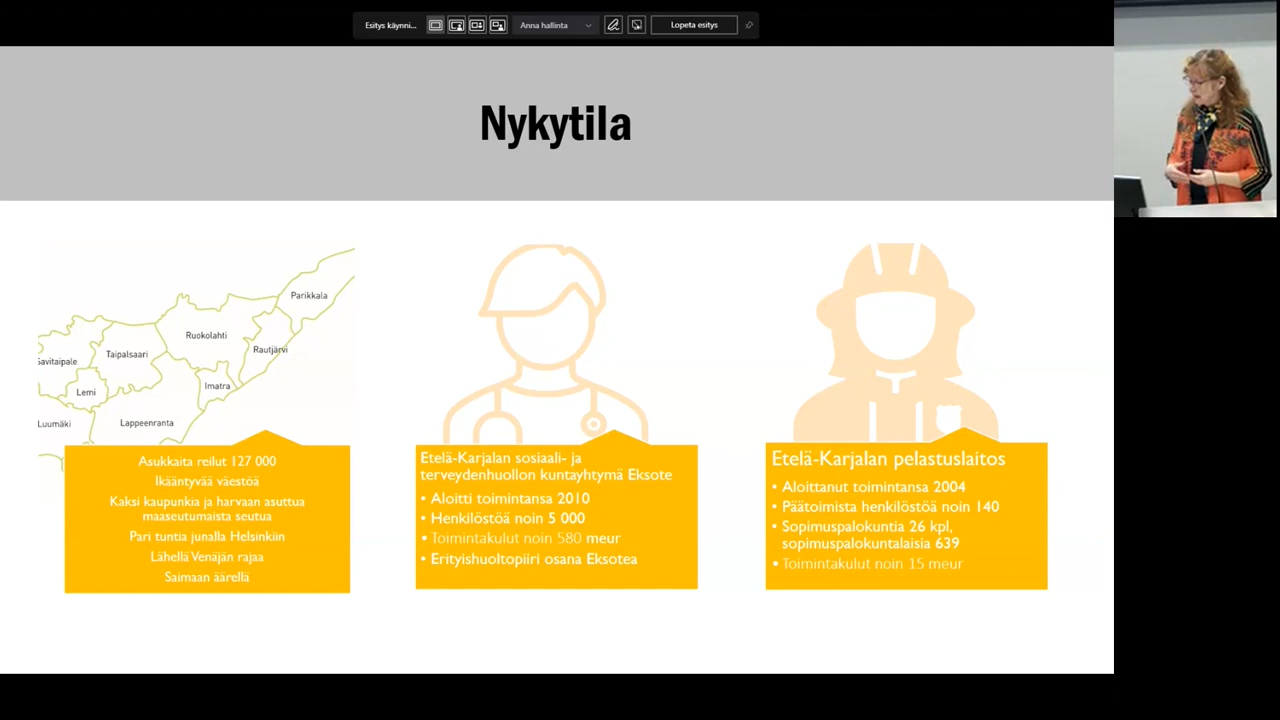 Esitys käynni...
Anna hallinta
Lopeta esitys
Nykytila
Parikkala
Ruokolahti
Rautjärvi
Savitaipale
Taipalsaari
Imatra
Lemi
Luumäki
Lappeenranta
Asukkaita reilut 127 000
Ikääntyvää väestöä
Kaksi kaupunkia ja harvaan asuttua
maaseutumaista seutua
Pari tuntia junalla Helsinkiin
Lähellä Venäjän rajaa
Saimaan äärellä
Etelä-Karjalan sosiaali- ja
terveydenhuollon kuntayhtymä Eksote
• Aloitti toimintansa 2010
• Henkilöstöä noin 5 000
• Toimintakulut noin 580 meur
• Erityishuoltopiiri osana Eksotea
Etelä-Karjalan pelastuslaitos
• Aloittanut toimintansa 2004
• Päätoimista henkilöstöä noin 140
• Sopimuspalokuntia 26 kpl,
sopimuspalokuntalaisia 639
• Toimintakulut noin 15 meur